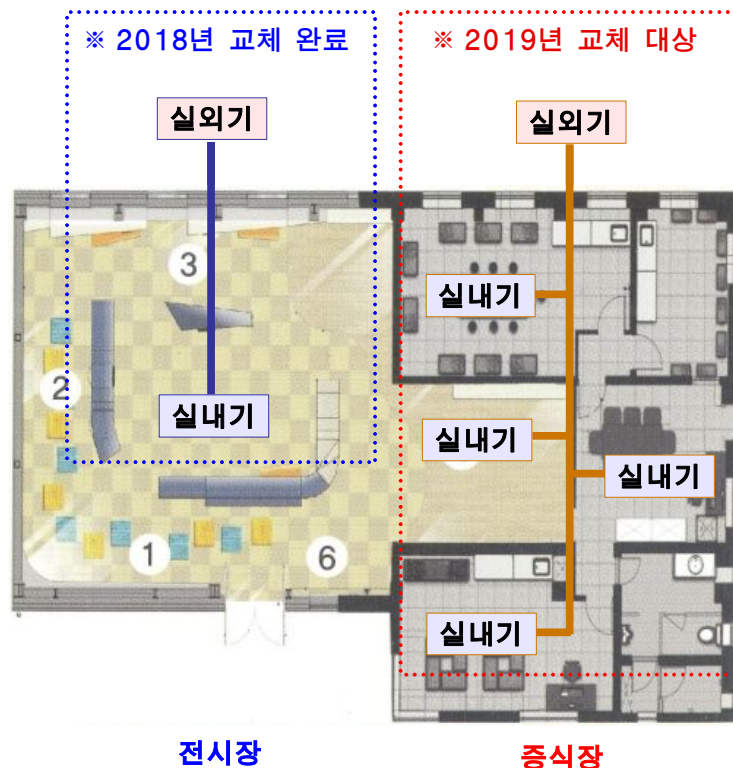 ※ 2018년 교체 완료
※ 2019년 교체 대상
실외기
실외기
3
실내기
2
실내기
실내기
실내기
1
6
실내기
전시장
증식장